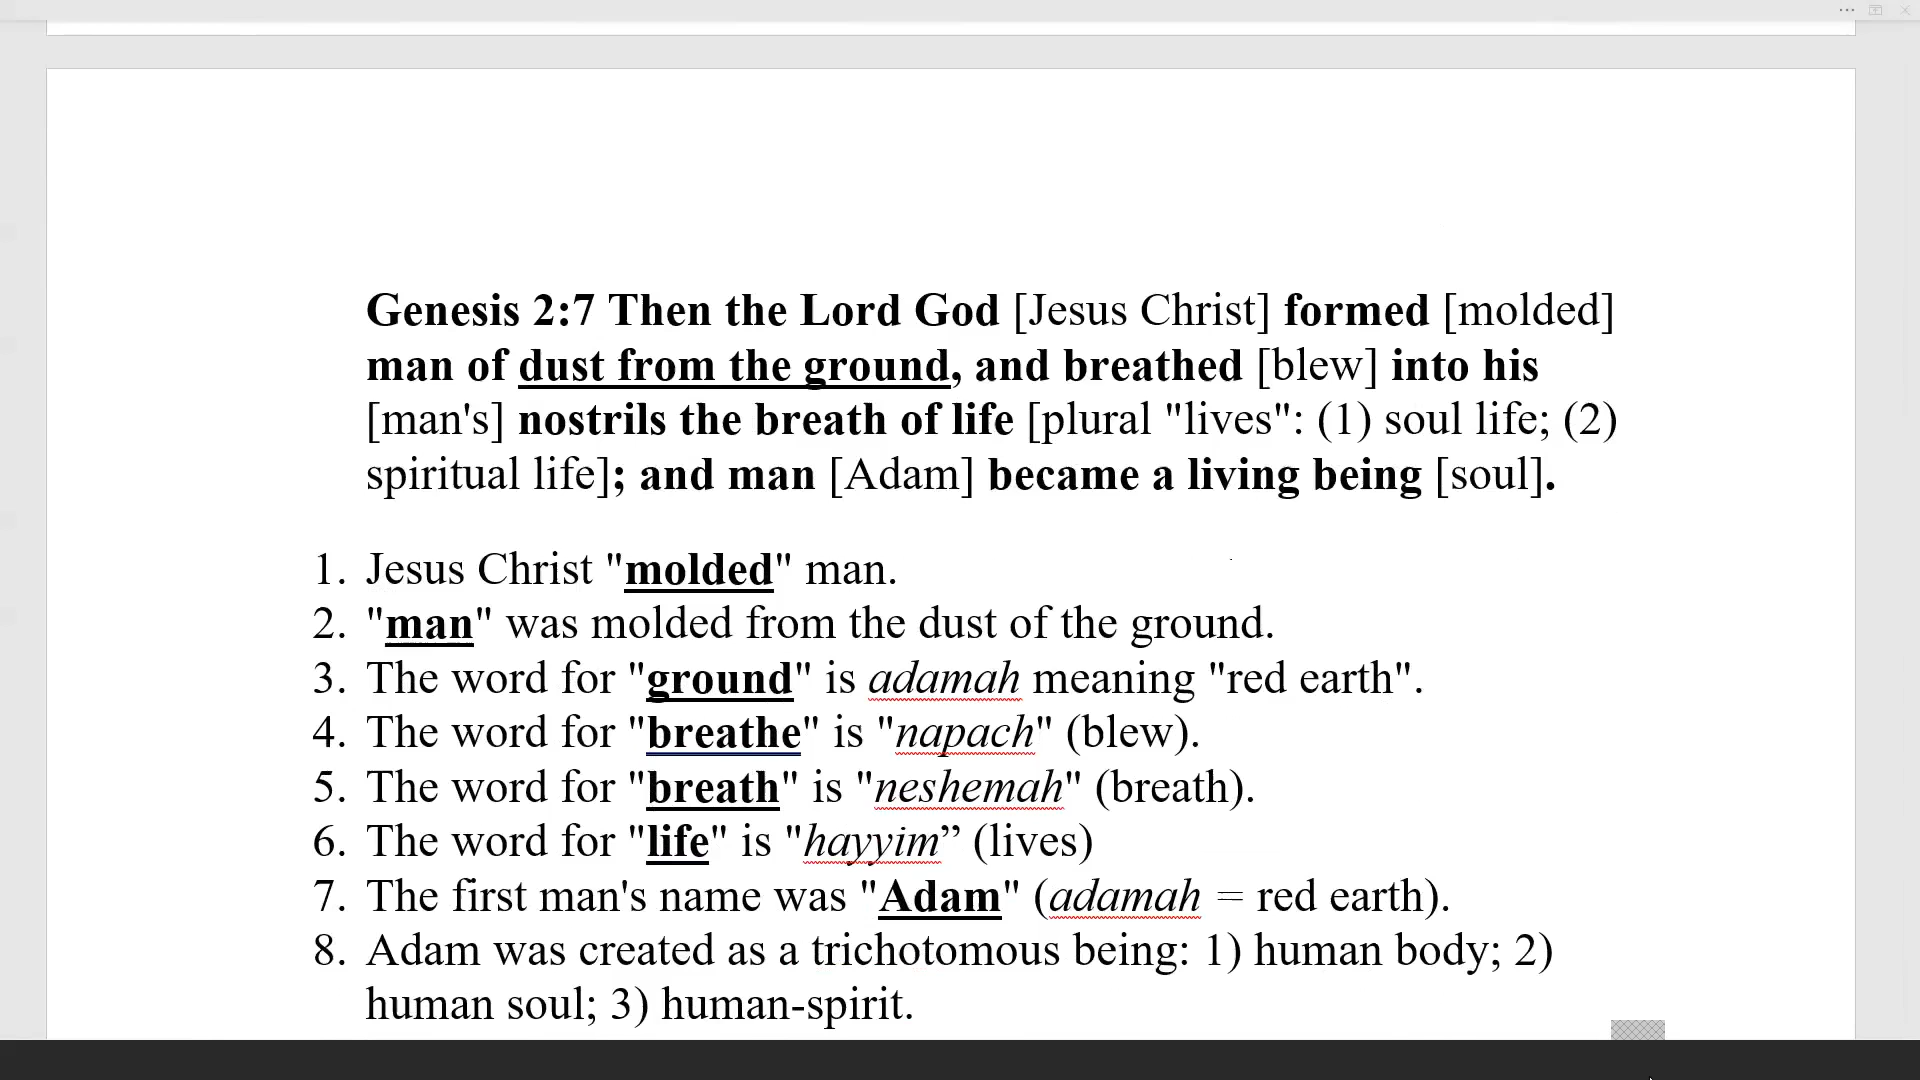 Genesis 2:7 Then the Lord God [Jesus Christ] formed [molded]
man of dust from the ground, and breathed [blew] into his
[man's] nostrils the breath of life [plural "lives": (1) soul life; (2)
spiritual life]; and man [Adam] became a living being [soul].
1. Jesus Christ "molded" man.
2. "man" was molded from the dust of the ground.
3. The word for "ground" is adamah meaning "red earth".
4. The word for "breathe" is "napach" (blew).
5. The word for "breath" is "neshemah" (breath).
6. The word for "life" is "hayyim” (lives)
7. The first man's name was "Adam" (adamah = red earth).
8. Adam was created as a trichotomous being: 1) human body; 2)
human soul; 3) human-spirit.